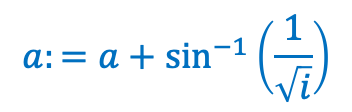 a: = a + sin⁻¹ (1/√i)